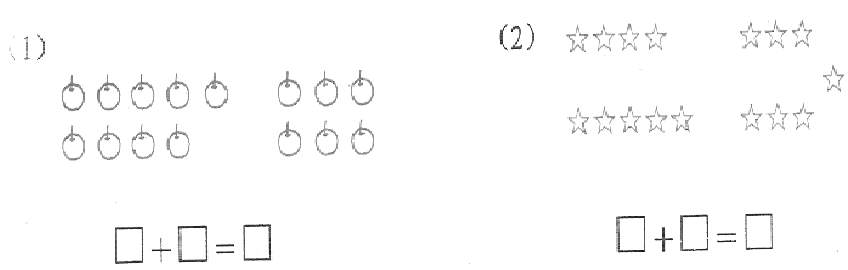 (1)
(2)
□+□=□
□+□=□